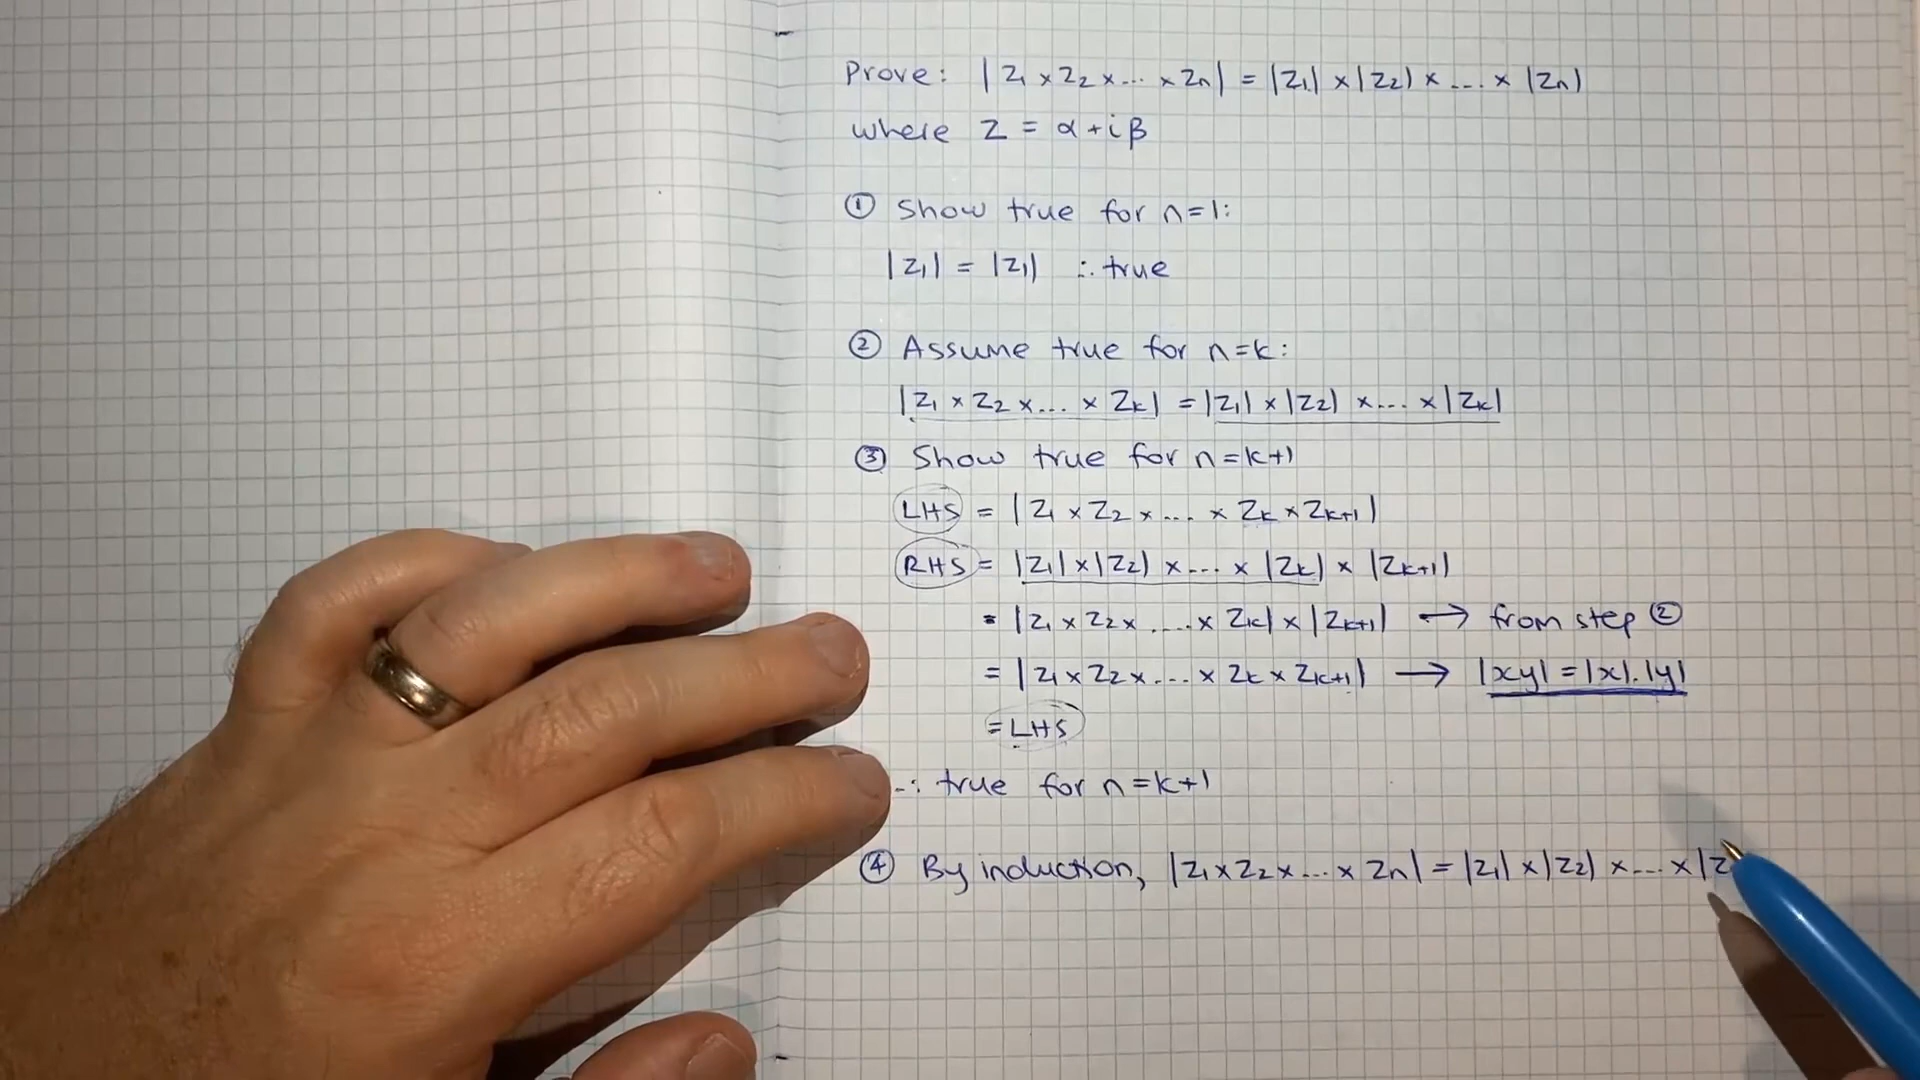 Prove: |z₁ × z₂ × ... × zₙ| = |z₁| × |z₂| × ... × |zₙ|
where z = α + iβ
① Show true for n=1:
|z₁| = |z₁| ∴ true
② Assume true for n=k:
|z₁ × z₂ × ... × zₖ| = |z₁| × |z₂| × ... × |zₖ|
③ Show true for n=k+1
LHS = |z₁ × z₂ × ... × zₖ × zₖ₊₁|
RHS = |z₁| × |z₂| × ... × |zₖ| × |zₖ₊₁|
= |z₁ × z₂ × .... × zₖ| × |zₖ₊₁| → from step ②
= |z₁ × z₂ × ... × zₖ × zₖ₊₁| → |xy| = |x|.|y|
= LHS
∴ true for n=k+1
④ By induction, |z₁ × z₂ × ... × zₙ| = |z₁| × |z₂| × ... × |z